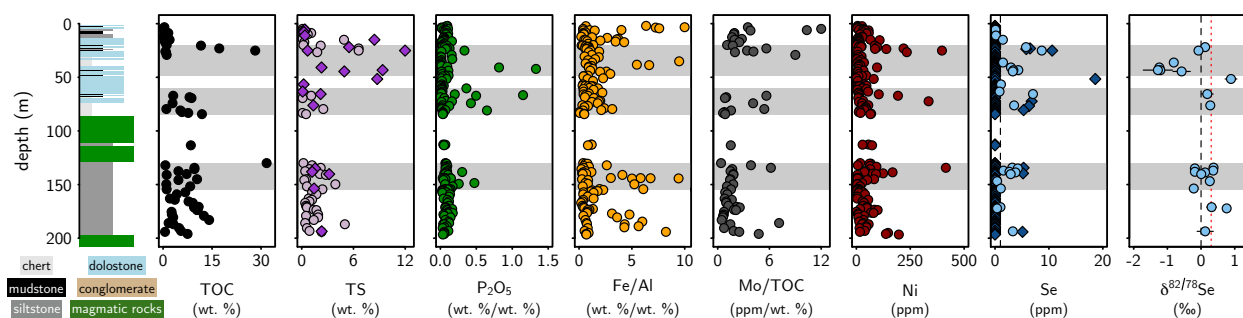 depth (m)
0
50
100
150
200
0 15 30
0 6 12
0.0 0.5 1.0 1.5
0 2 4 6 8 10
0 4 8 12
0 250 500
0 10 20
−2 −1 0 1
chert dolostone
mudstone conglomerate
siltstone magmatic rocks
TOC
(wt. %)
TS
(wt. %)
P₂O₅
(wt. %/wt. %)
Fe/Al
(wt. %/wt. %)
Mo/TOC
(ppm/wt. %)
Ni
(ppm)
Se
(ppm)
δ⁸²/⁷⁸Se
(‰)